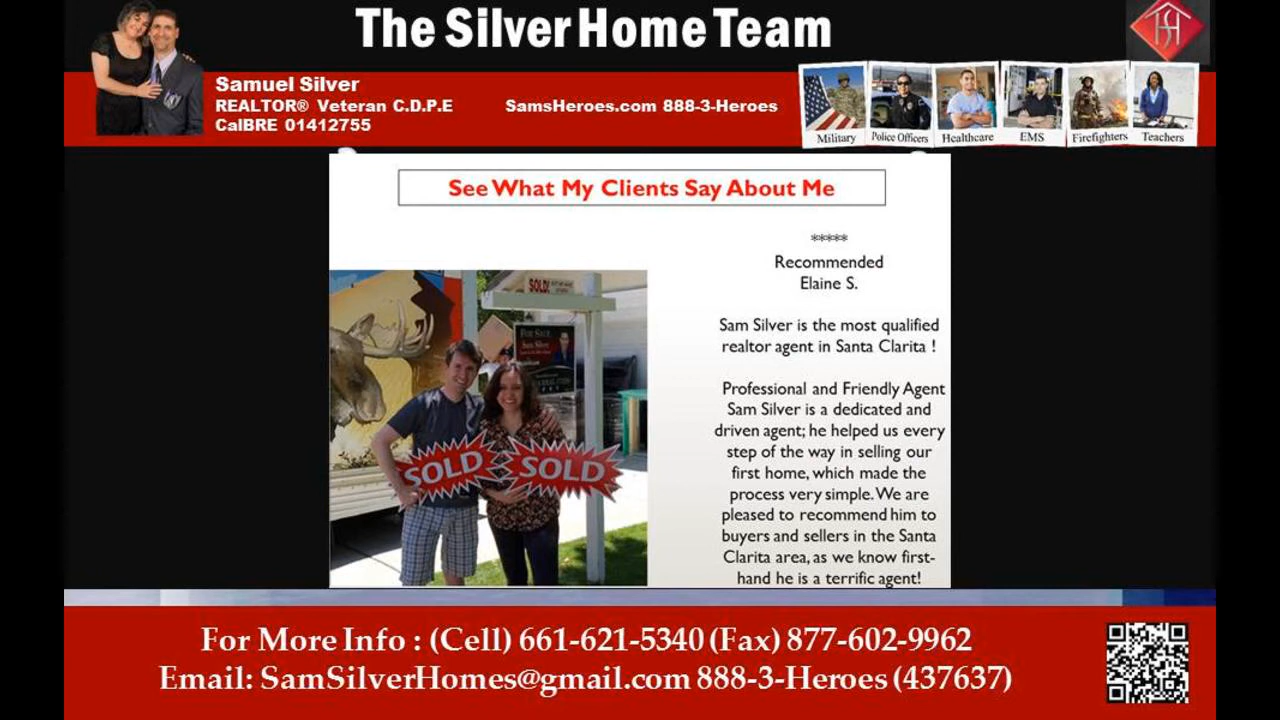 The Silver Home Team
Samuel Silver
REALTOR® Veteran C.D.P.E
SamsHeroes.com 888-3-Heroes
CalBRE 01412755
Military
Police Officers
Healthcare
EMS
Firefighters
Teachers
See What My Clients Say About Me
*****
Recommended
Elaine S.
Sam Silver is the most qualified
realtor agent in Santa Clarita !
Professional and Friendly Agent
Sam Silver is a dedicated and
driven agent; he helped us every
step of the way in selling our
first home, which made the
process very simple. We are
pleased to recommend him to
buyers and sellers in the Santa
Clarita area, as we know first-
hand he is a terrific agent!
SOLD!
For Sale
Sam Silver
SOLD
SOLD
For More Info : (Cell) 661-621-5340 (Fax) 877-602-9962
Email: SamSilverHomes@gmail.com 888-3-Heroes (437637)